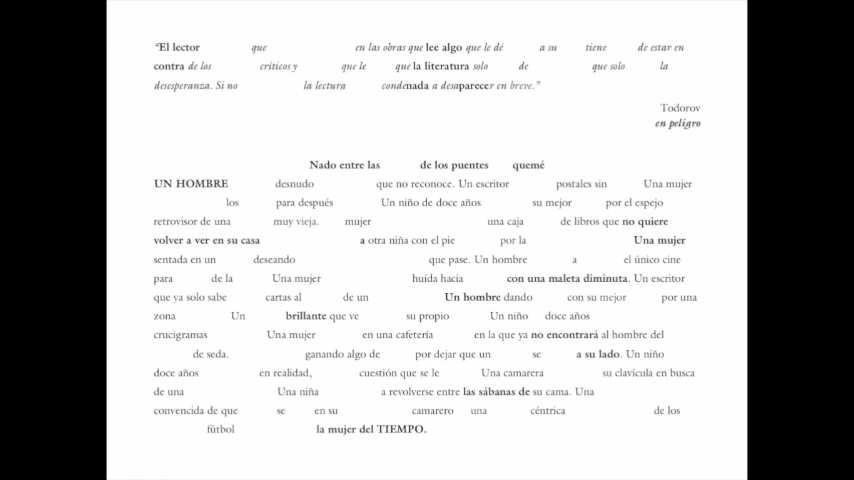 “El lector que en las obras que lee algo que le dé a su tiene de estar en
contra de los críticos y que le que la literatura solo de que solo la
desesperanza. Si no la lectura condenada a desaparecer en breve.”
Todorov
en peligro
Nado entre las de los puentes quemé
UN HOMBRE desnudo que no reconoce. Un escritor postales sin Una mujer
los para después Un niño de doce años su mejor por el espejo
retrovisor de una muy vieja. mujer una caja de libros que no quiere
volver a ver en su casa a otra niña con el pie por la Una mujer
sentada en un deseando que pase. Un hombre a el único cine
para de la Una mujer huída hacia con una maleta diminuta. Un escritor
que ya solo sabe cartas al de un Un hombre dando con su mejor por una
zona Un brillante que ve su propio Un niño doce años
crucigramas Una mujer en una cafetería en la que ya no encontrará al hombre del
de seda. ganando algo de por dejar que un se a su lado. Un niño
doce años en realidad, cuestión que se le Una camarera su clavícula en busca
de una Una niña a revolverse entre las sábanas de su cama. Una
convencida de que se en su camarero una céntrica de los
fútbol la mujer del TIEMPO.